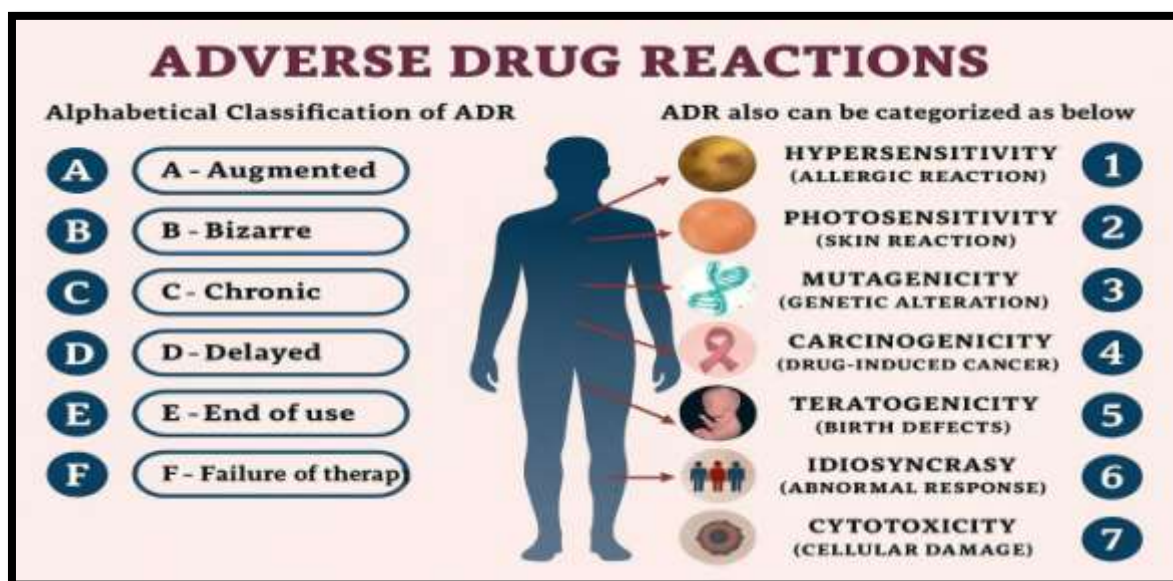 ADVERSE DRUG REACTIONS
Alphabetical Classification of ADR
A A - Augmented
B B - Bizarre
C C - Chronic
D D - Delayed
E E - End of use
F F - Failure of therap
ADR also can be categorized as below
HYPERSENSITIVITY
(ALLERGIC REACTION)
1
PHOTOSENSITIVITY
(SKIN REACTION)
2
MUTAGENICITY
(GENETIC ALTERATION)
3
CARCINOGENICITY
(DRUG-INDUCED CANCER)
4
TERATOGENICITY
(BIRTH DEFECTS)
5
IDIOSYNCRASY
(ABNORMAL RESPONSE)
6
CYTOTOXICITY
(CELLULAR DAMAGE)
7